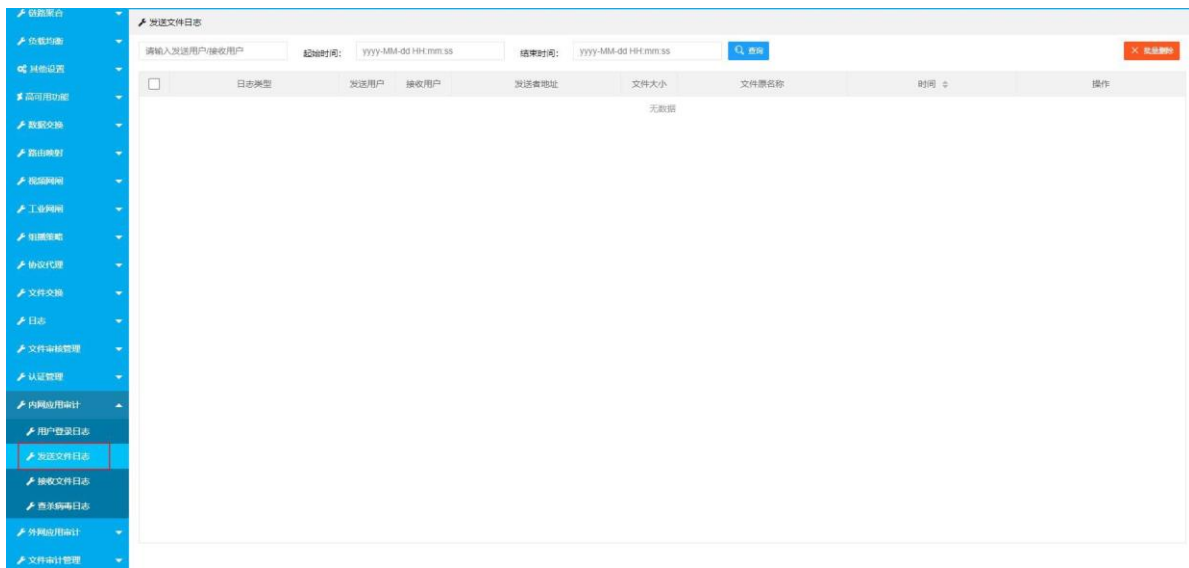 链路聚合
负载均衡
其他设置
高可用功能
数据交换
路由映射
视频网闸
工业网闸
组播策略
协议代理
文件交换
日志
文件审核管理
认证管理
内网应用审计
用户登录日志
发送文件日志
接收文件日志
查杀病毒日志
外网应用审计
文件审计管理
发送文件日志
请输入发送用户/接收用户 起始时间: yyyy-MM-dd HH:mm:ss 结束时间: yyyy-MM-dd HH:mm:ss 查询 批量删除
日志类型 发送用户 接收用户 发送者地址 文件大小 文件原名称 时间 操作
无数据